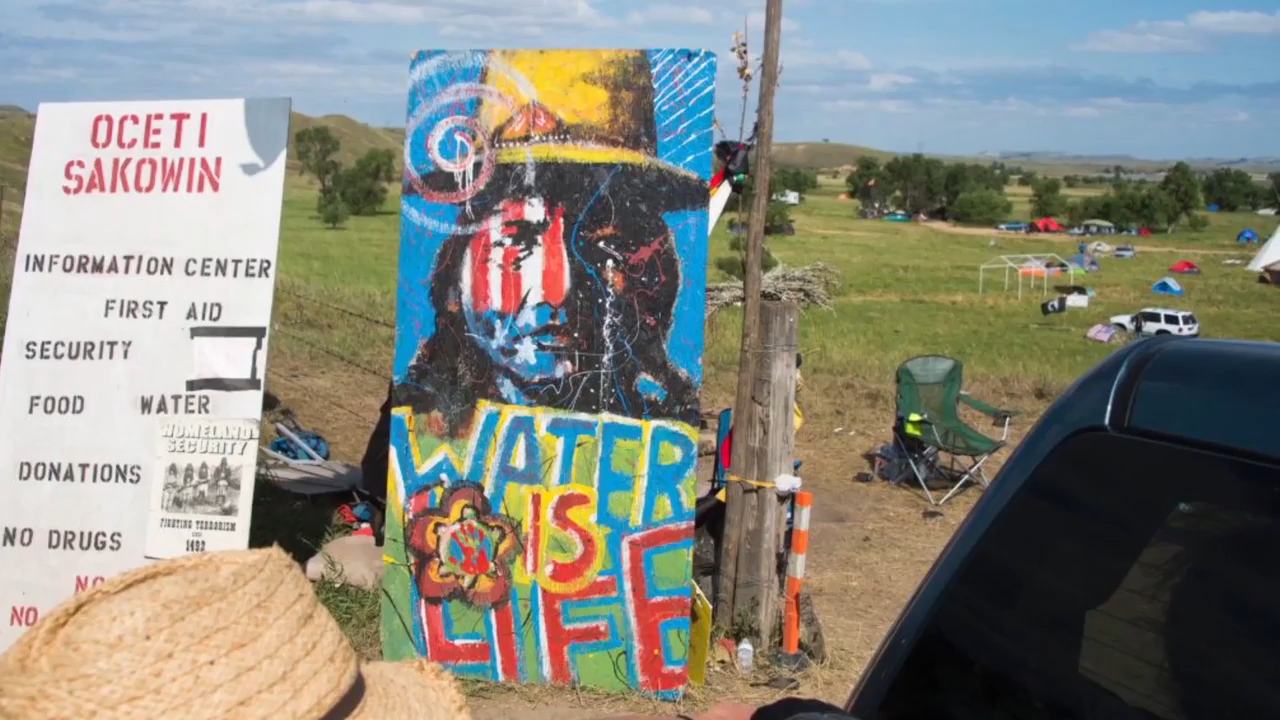 OCETI
SAKOWIN
INFORMATION CENTER
FIRST AID
SECURITY
FOOD WATER
DONATIONS
NO DRUGS
NO
NO
HOMELAND
SECURITY
FIGHTING TERRORISM
1492
WATER
IS
LIFE